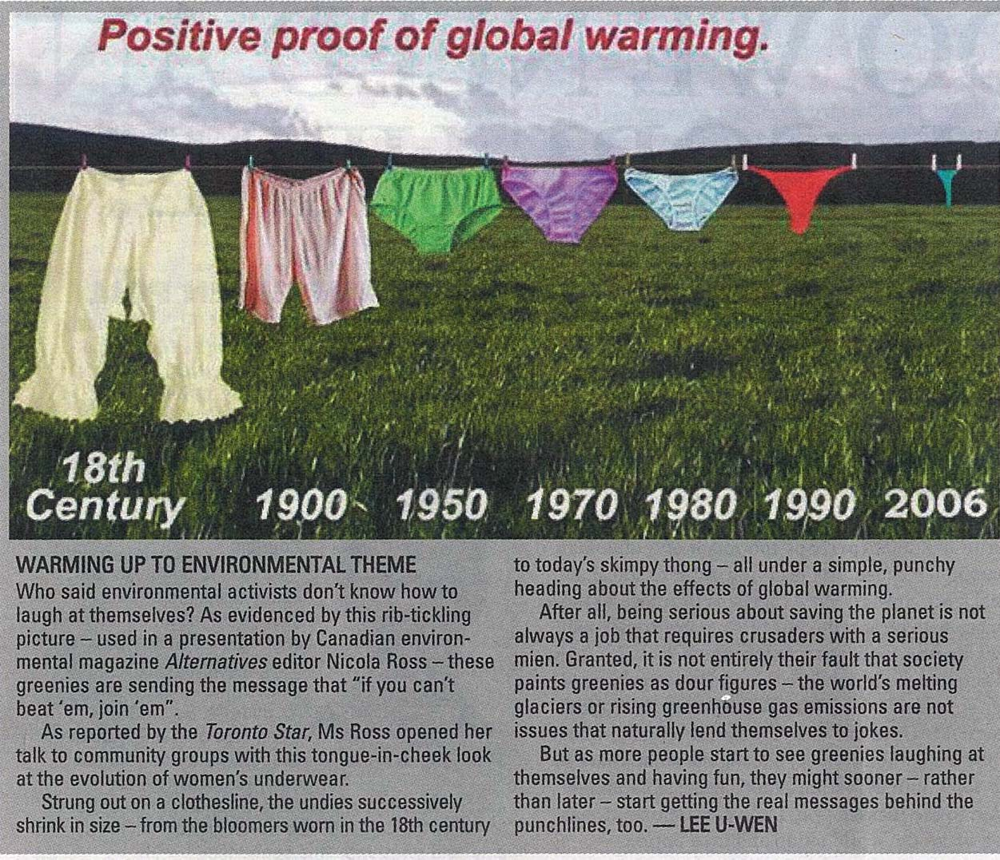 Positive proof of global warming.
18th
Century
1900
1950
1970
1980
1990
2006
WARMING UP TO ENVIRONMENTAL THEME
Who said environmental activists don't know how to
laugh at themselves? As evidenced by this rib-tickling
picture – used in a presentation by Canadian environ-
mental magazine Alternatives editor Nicola Ross – these
greenies are sending the message that "if you can't
beat 'em, join 'em".
As reported by the Toronto Star, Ms Ross opened her
talk to community groups with this tongue-in-cheek look
at the evolution of women's underwear.
Strung out on a clothesline, the undies successively
shrink in size – from the bloomers worn in the 18th century
to today's skimpy thong – all under a simple, punchy
heading about the effects of global warming.
After all, being serious about saving the planet is not
always a job that requires crusaders with a serious
mien. Granted, it is not entirely their fault that society
paints greenies as dour figures – the world's melting
glaciers or rising greenhouse gas emissions are not
issues that naturally lend themselves to jokes.
But as more people start to see greenies laughing at
themselves and having fun, they might sooner – rather
than later – start getting the real messages behind the
punchlines, too. — LEE U-WEN